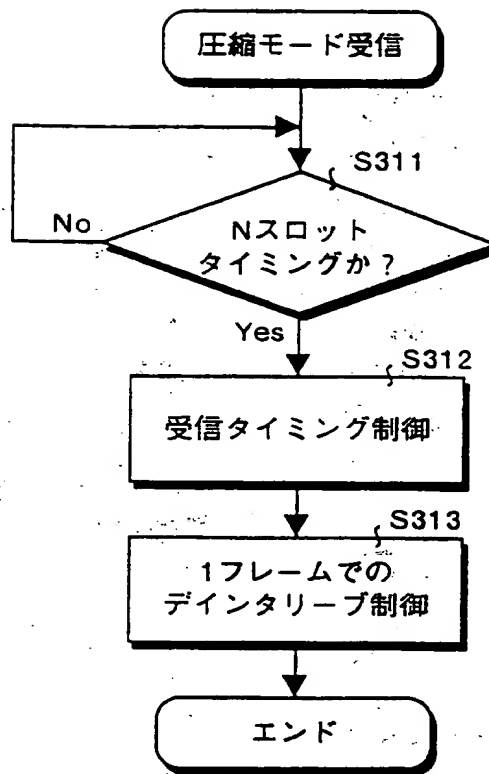 圧縮モード受信
S311
Nスロット
タイミングか?
No
Yes
S312
受信タイミング制御
S313
1フレームでの
デインタリーブ制御
エンド